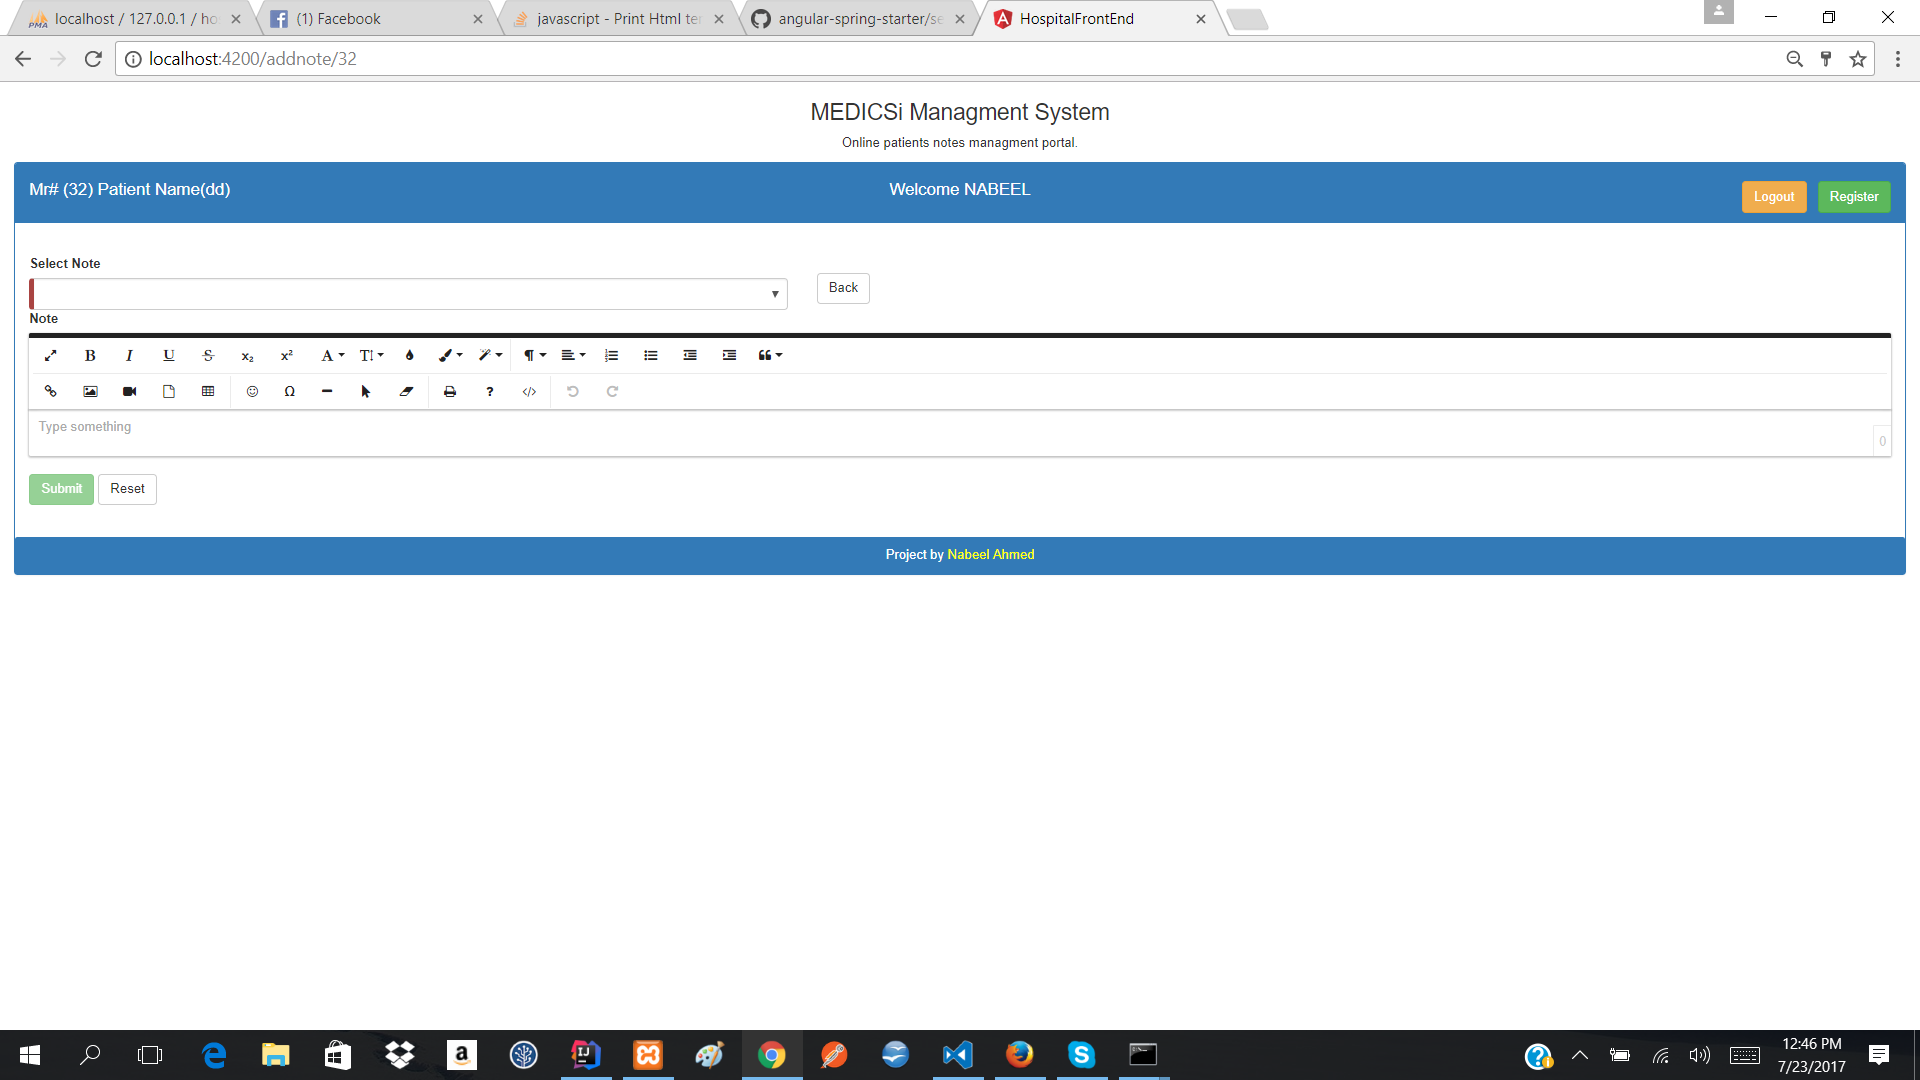 localhost / 127.0.0.1 / ho
(1) Facebook
javascript - Print Html te
angular-spring-starter/se
HospitalFrontEnd
localhost:4200/addnote/32
MEDICSi Managment System
Online patients notes managment portal.
Mr# (32) Patient Name(dd)
Welcome NABEEL
Logout
Register
Select Note
Back
Note
Type something
0
Submit
Reset
Project by Nabeel Ahmed
12:46 PM
7/23/2017